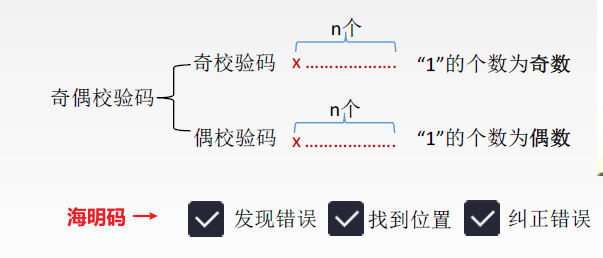 n个
奇校验码 x ……………… “1”的个数为奇数
奇偶校验码
n个
偶校验码 x ……………… “1”的个数为偶数
海明码 → 发现错误 找到位置 纠正错误